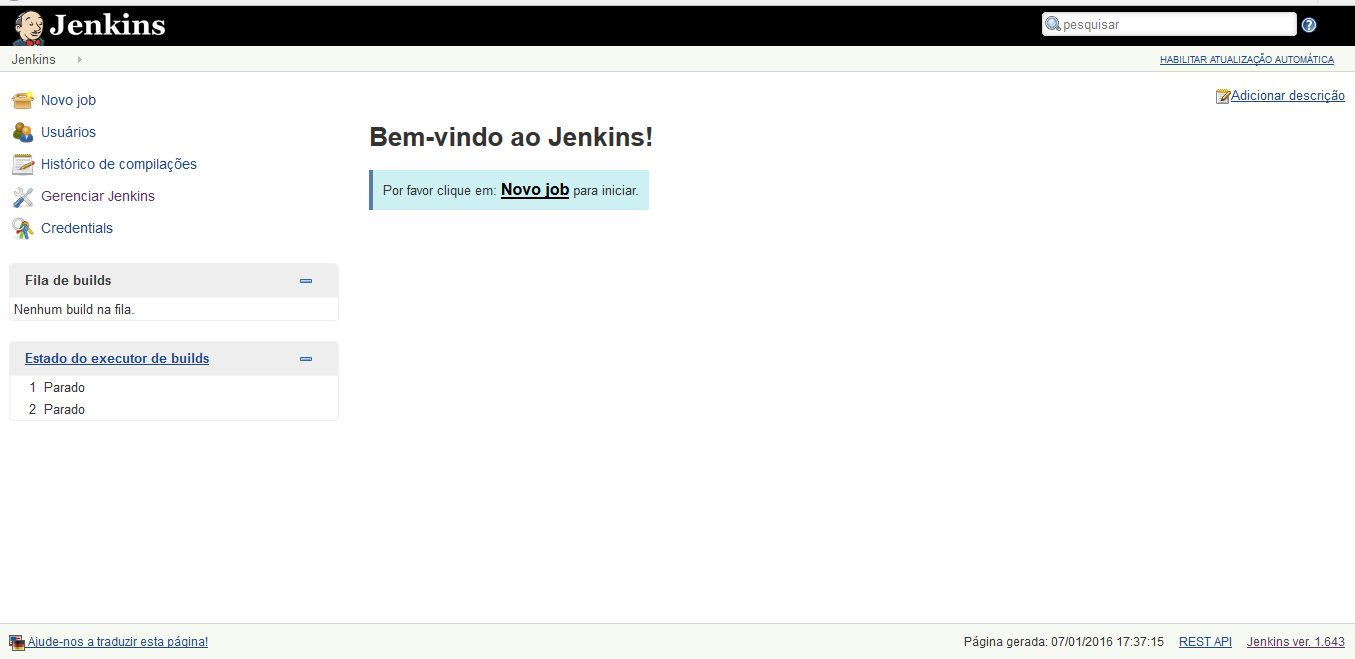 Jenkins
pesquisar
Jenkins
HABILITAR ATUALIZAÇÃO AUTOMÁTICA
Novo job
Usuários
Histórico de compilações
Gerenciar Jenkins
Credentials
Fila de builds
Nenhum build na fila.
Estado do executor de builds
1 Parado
2 Parado
Adicionar descrição
Bem-vindo ao Jenkins!
Por favor clique em: Novo job para iniciar.
Ajude-nos a traduzir esta página!
Página gerada: 07/01/2016 17:37:15 REST API Jenkins ver. 1.643